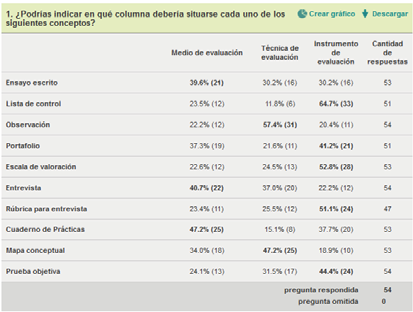 1. ¿Podrías indicar en qué columna debería situarse cada uno de los siguientes conceptos? Crear gráfico Descargar
Medio de evaluación Técnica de evaluación Instrumento de evaluación Cantidad de respuestas
Ensayo escrito 39.6% (21) 30.2% (16) 30.2% (16) 53
Lista de control 23.5% (12) 11.8% (6) 64.7% (33) 51
Observación 22.2% (12) 57.4% (31) 20.4% (11) 54
Portafolio 37.3% (19) 21.6% (11) 41.2% (21) 51
Escala de valoración 22.6% (12) 24.5% (13) 52.8% (28) 53
Entrevista 40.7% (22) 37.0% (20) 22.2% (12) 54
Rúbrica para entrevista 23.4% (11) 25.5% (12) 51.1% (24) 47
Cuaderno de Prácticas 47.2% (25) 15.1% (8) 37.7% (20) 53
Mapa conceptual 34.0% (18) 47.2% (25) 18.9% (10) 53
Prueba objetiva 24.1% (13) 31.5% (17) 44.4% (24) 54
pregunta respondida 54
pregunta omitida 0